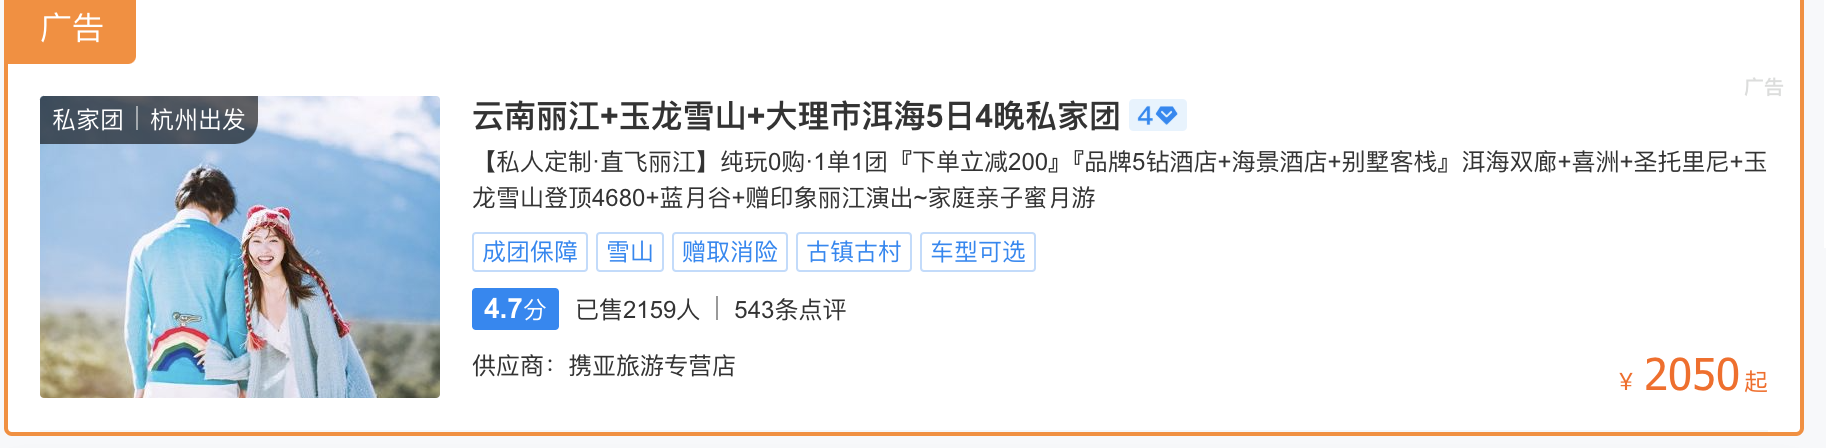 广告
广告
私家团｜杭州出发
云南丽江+玉龙雪山+大理市洱海5日4晚私家团 4
【私人定制·直飞丽江】纯玩0购·1单1团『下单立减200』『品牌5钻酒店+海景酒店+别墅客栈』洱海双廊+喜洲+圣托里尼+玉
龙雪山登顶4680+蓝月谷+赠印象丽江演出~家庭亲子蜜月游
成团保障 雪山 赠取消险 古镇古村 车型可选
4.7分 已售2159人｜543条点评
供应商：携亚旅游专营店
¥ 2050起